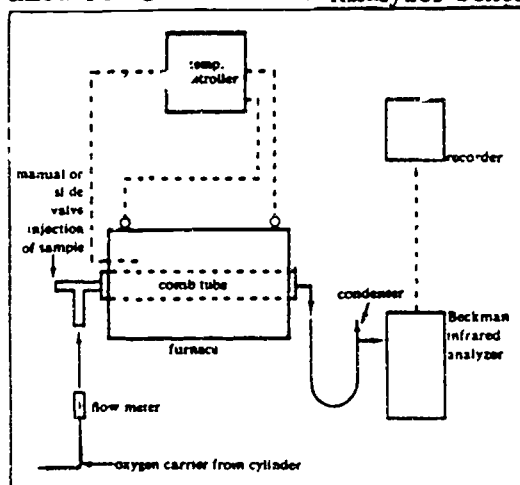 temp.
recorder
manual or
side
valve
injection
of sample
comb tube
condenser
Beckman
infrared
analyzer
furnace
flow meter
oxygen carrier from cylinder